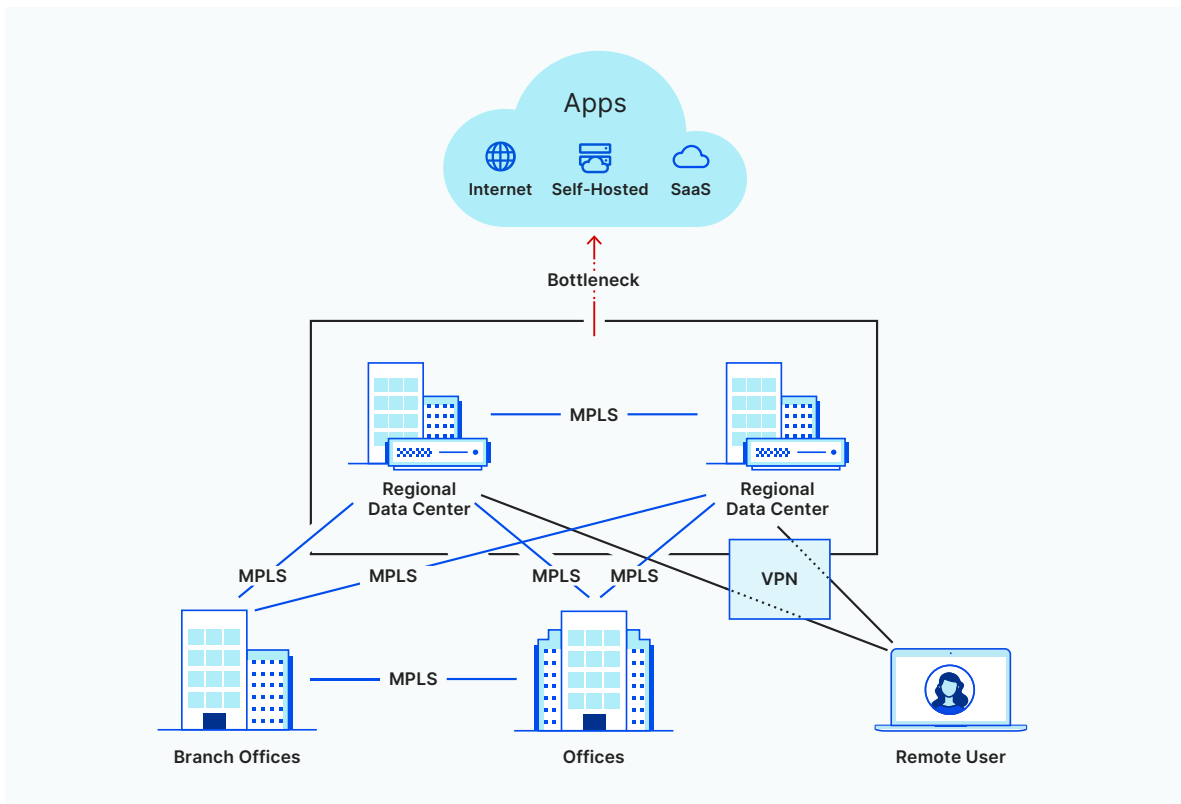 Apps
Internet
Self-Hosted
SaaS
Bottleneck
MPLS
Regional
Data Center
Regional
Data Center
MPLS
MPLS
MPLS
MPLS
VPN
MPLS
Branch Offices
Offices
Remote User